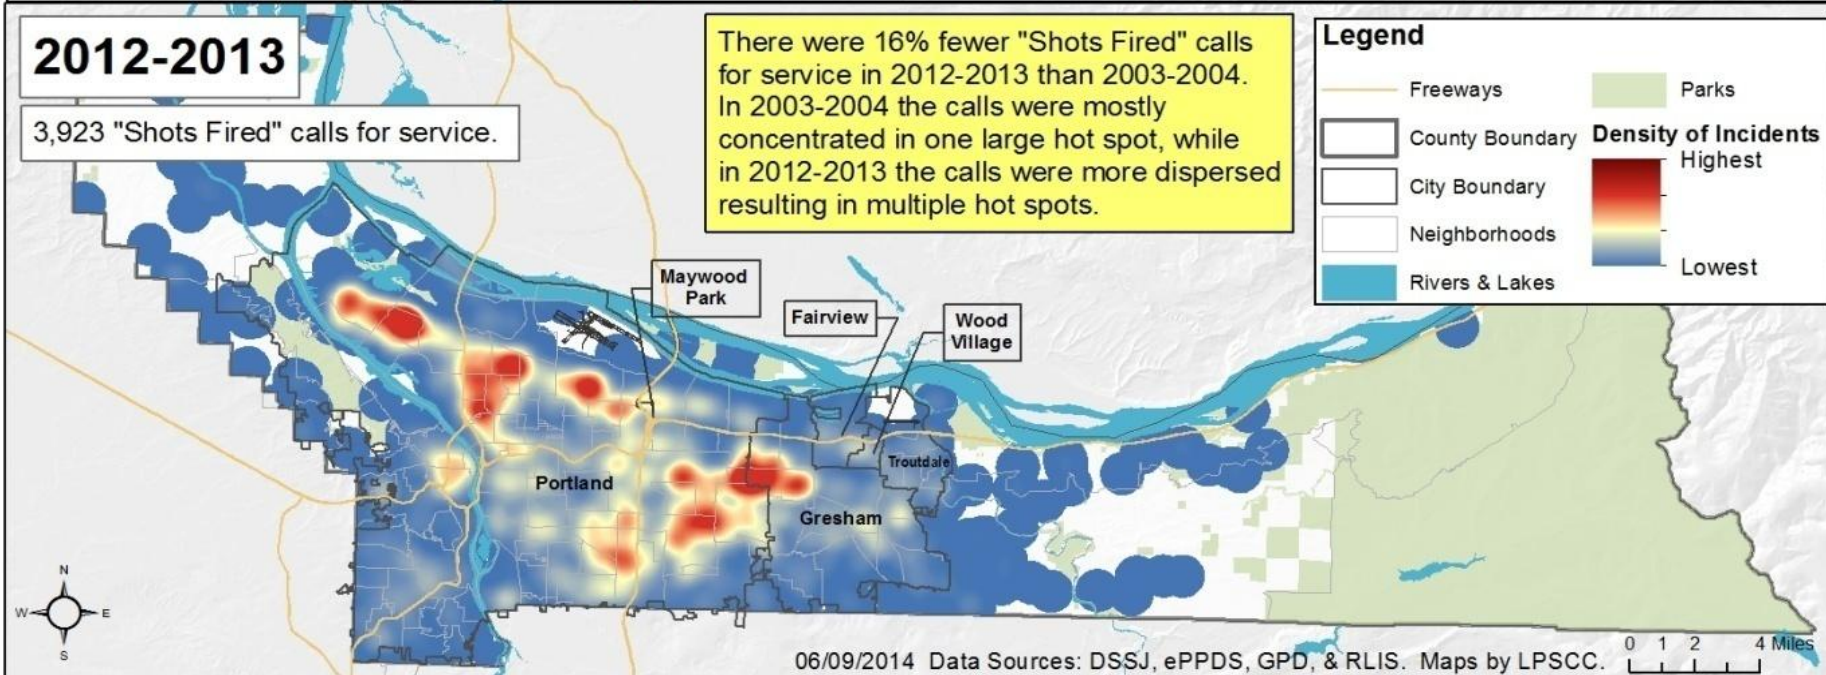 2012-2013
3,923 "Shots Fired" calls for service.
There were 16% fewer "Shots Fired" calls
for service in 2012-2013 than 2003-2004.
In 2003-2004 the calls were mostly
concentrated in one large hot spot, while
in 2012-2013 the calls were more dispersed
resulting in multiple hot spots.
Legend
Freeways
County Boundary
City Boundary
Neighborhoods
Rivers & Lakes
Parks
Density of Incidents
Highest
Lowest
Maywood
Park
Fairview
Wood
Village
Troutdale
Portland
Gresham
N
W E
S
06/09/2014 Data Sources: DSSJ, ePPDS, GPD, & RLIS. Maps by LPSCC.
0 1 2 4 Miles